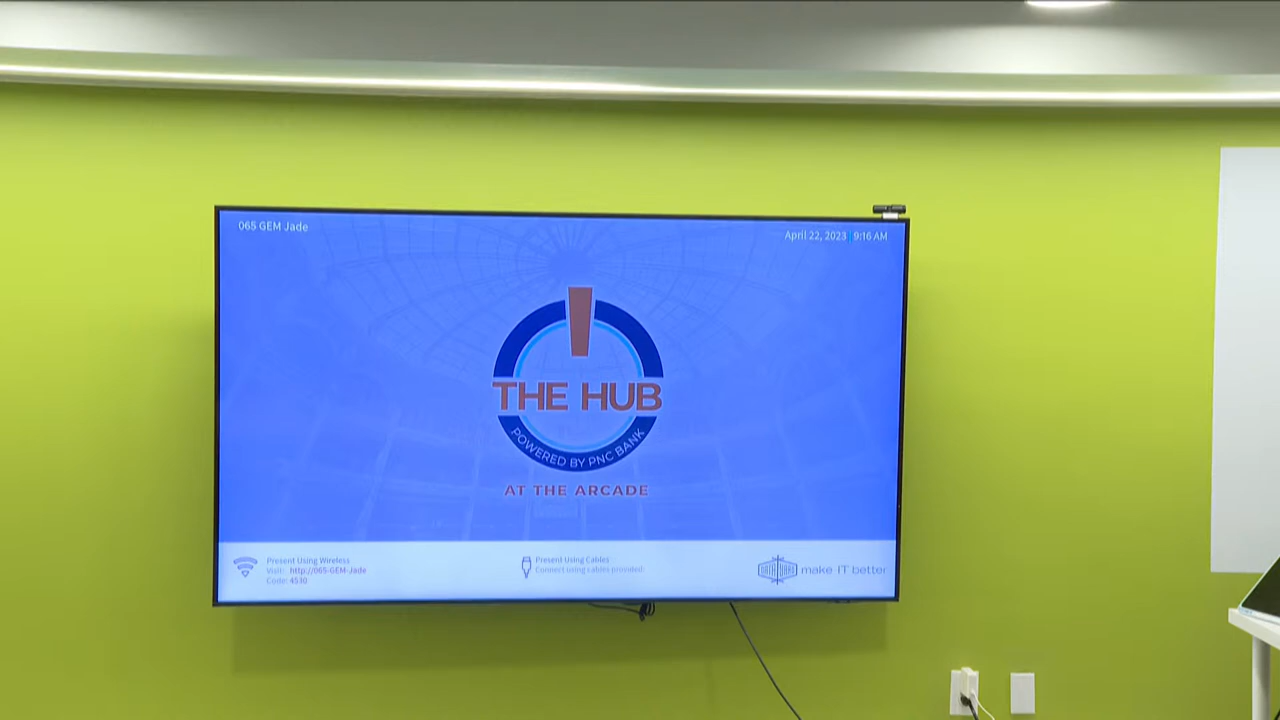 065 GEM Jade
April 22, 2023 | 9:16 AM
THE HUB
POWERED BY PNC BANK
AT THE ARCADE
Present Using Wireless
Visit: http://065-GEM-Jade
Code: 4530
Present Using Cables
Connect using cables provided.
DATAYARD make IT better